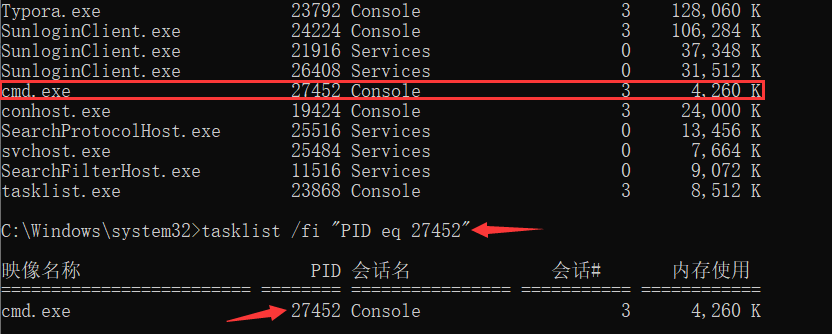 Typora.exe 23792 Console 3 128,060 K
SunloginClient.exe 24224 Console 3 106,284 K
SunloginClient.exe 21916 Services 0 37,348 K
SunloginClient.exe 26408 Services 0 31,512 K
cmd.exe 27452 Console 3 4,260 K
conhost.exe 19424 Console 3 24,000 K
SearchProtocolHost.exe 25516 Services 0 13,456 K
svchost.exe 25484 Services 0 7,664 K
SearchFilterHost.exe 11516 Services 0 9,072 K
tasklist.exe 23868 Console 3 8,512 K
C:\Windows\system32>tasklist /fi "PID eq 27452"
映像名称 PID 会话名 会话# 内存使用
========================= ======== ================ =========== ============
cmd.exe 27452 Console 3 4,260 K